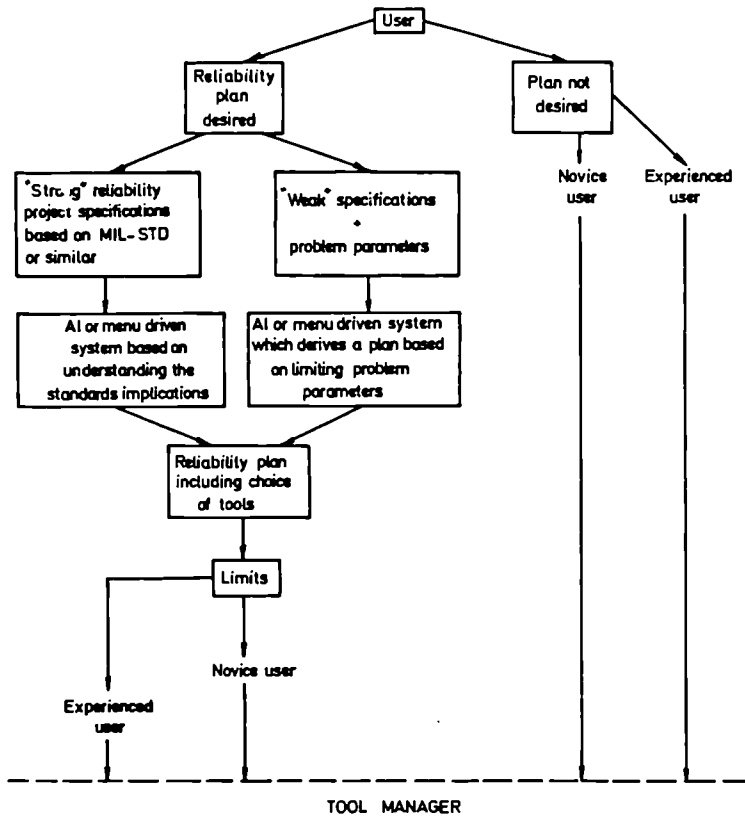 User
Reliability
plan
desired
Plan not
desired
"Strong" reliability
project specifications
based on MIL-STD
or similar
"Weak" specifications
+
problem parameters
Novice
user
Experienced
user
AI or menu driven
system based on
understanding the
standards implications
AI or menu driven system
which derives a plan based
on limiting problem
parameters
Reliability plan
including choice
of tools
Limits
Novice user
Experienced
user
TOOL MANAGER